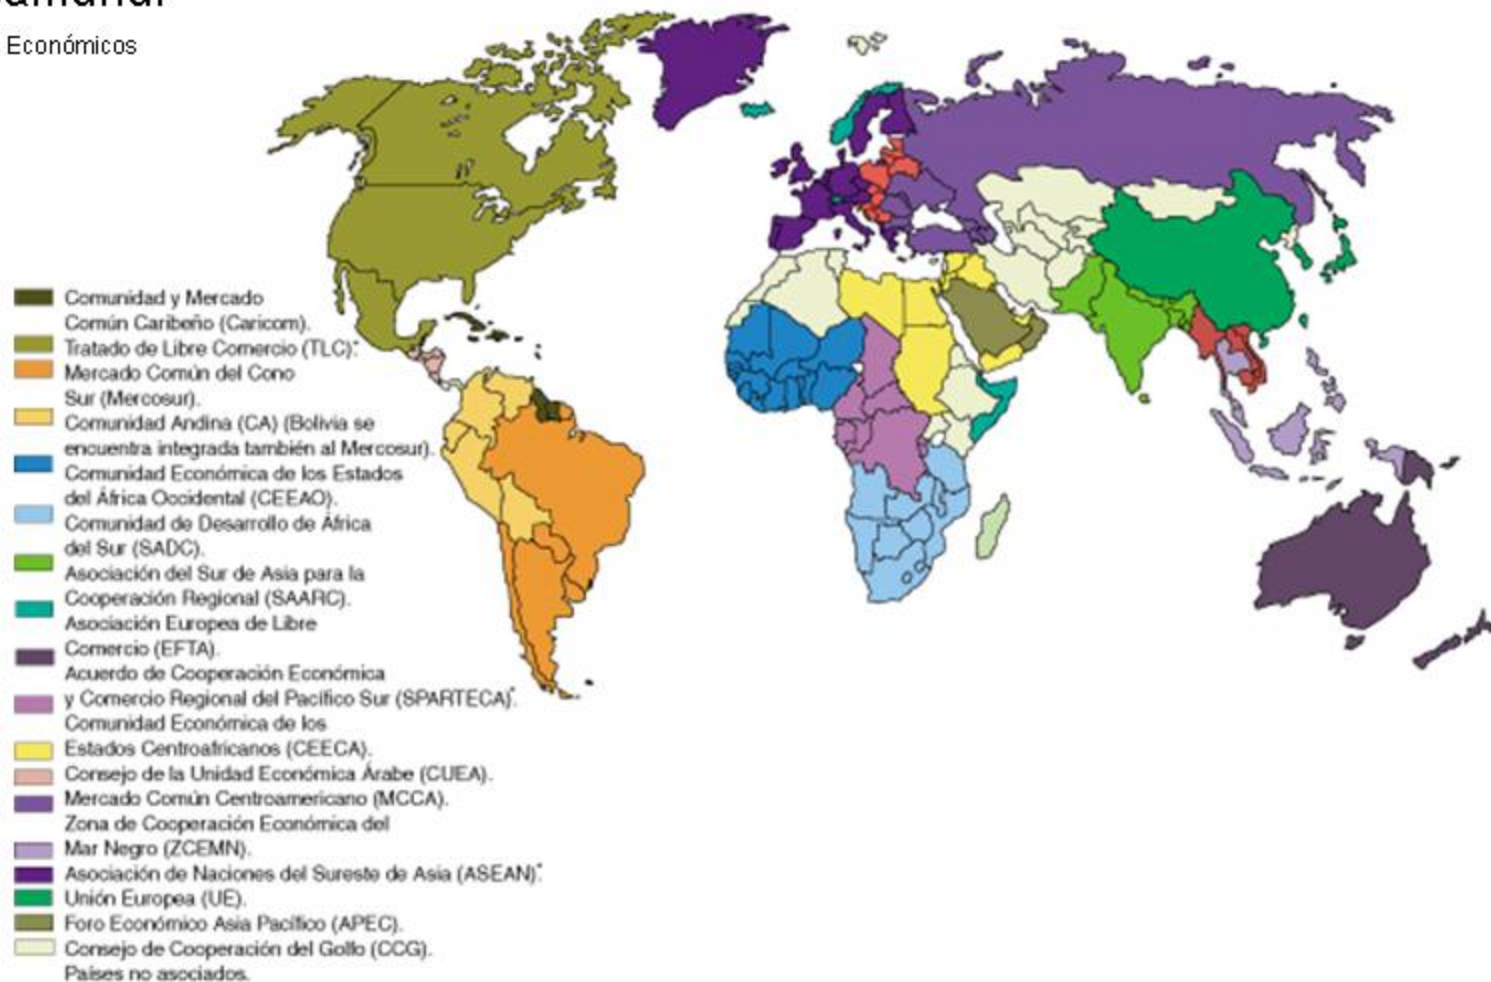 Económicos
Comunidad y Mercado
Común Caribeño (Caricom).
Tratado de Libre Comercio (TLC)*.
Mercado Común del Cono
Sur (Mercosur).
Comunidad Andina (CA) (Bolivia se
encuentra integrada también al Mercosur).
Comunidad Económica de los Estados
del África Occidental (CEEAO).
Comunidad de Desarrollo de África
del Sur (SADC).
Asociación del Sur de Asia para la
Cooperación Regional (SAARC).
Asociación Europea de Libre
Comercio (EFTA).
Acuerdo de Cooperación Económica
y Comercio Regional del Pacífico Sur (SPARTECA)*.
Comunidad Económica de los
Estados Centroafricanos (CEECA).
Consejo de la Unidad Económica Árabe (CUEA).
Mercado Común Centroamericano (MCCA).
Zona de Cooperación Económica del
Mar Negro (ZCEMN).
Asociación de Naciones del Sureste de Asia (ASEAN)*.
Unión Europea (UE).
Foro Económico Asia Pacífico (APEC).
Consejo de Cooperación del Golfo (CCG).
Países no asociados.